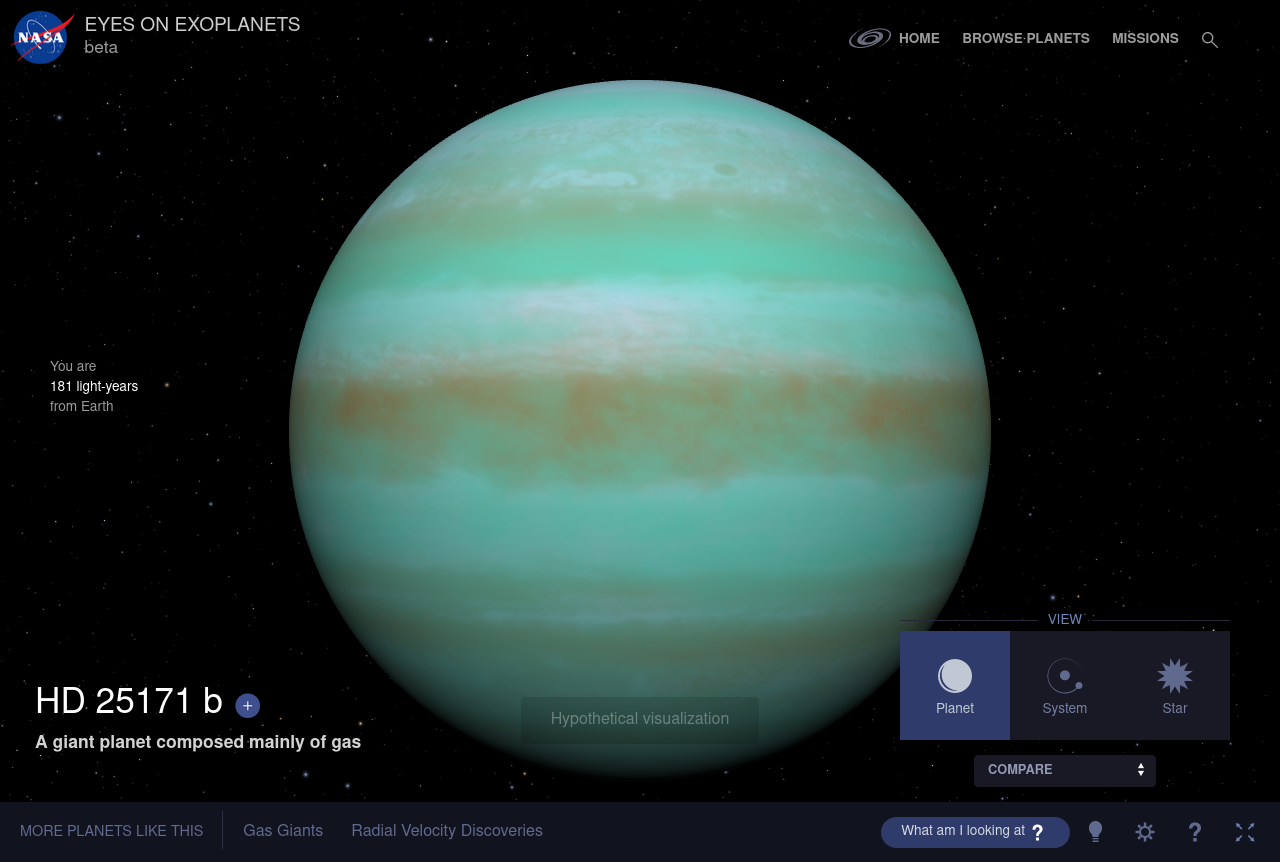 NASA
EYES ON EXOPLANETS
beta
HOME
BROWSE PLANETS
MISSIONS
You are
181 light-years
from Earth
HD 25171 b +
A giant planet composed mainly of gas
Hypothetical visualization
VIEW
Planet
System
Star
COMPARE
MORE PLANETS LIKE THIS
Gas Giants
Radial Velocity Discoveries
What am I looking at ?
?